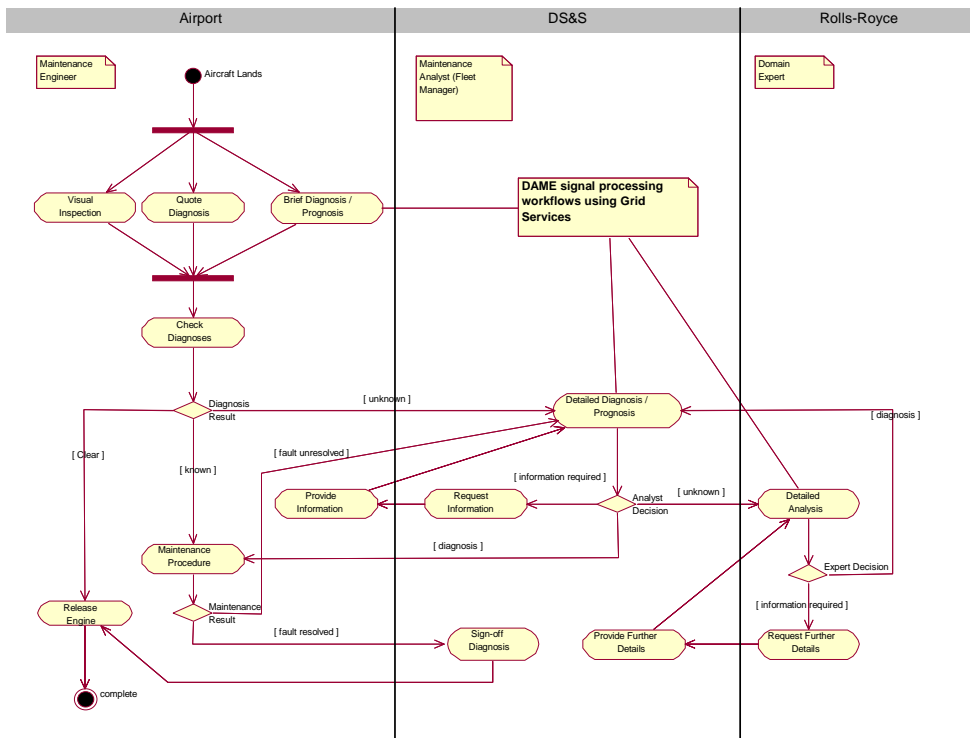 Airport
DS&S
Rolls-Royce
Maintenance
Engineer
Aircraft Lands
Maintenance
Analyst (Fleet
Manager)
Domain
Expert
Visual
Inspection
Quote
Diagnosis
Brief Diagnosis /
Prognosis
DAME signal processing
workflows using Grid
Services
Check
Diagnoses
Diagnosis
Result
[ unknown ]
Detailed Diagnosis /
Prognosis
[ diagnosis ]
[ Clear ]
[ known ]
[ fault unresolved ]
[ information required ]
Provide
Information
Request
Information
Analyst
Decision
[ unknown ]
Detailed
Analysis
[ diagnosis ]
Maintenance
Procedure
Expert Decision
Release
Engine
Maintenance
Result
[ information required ]
[ fault resolved ]
Sign-off
Diagnosis
Provide Further
Details
Request Further
Details
complete